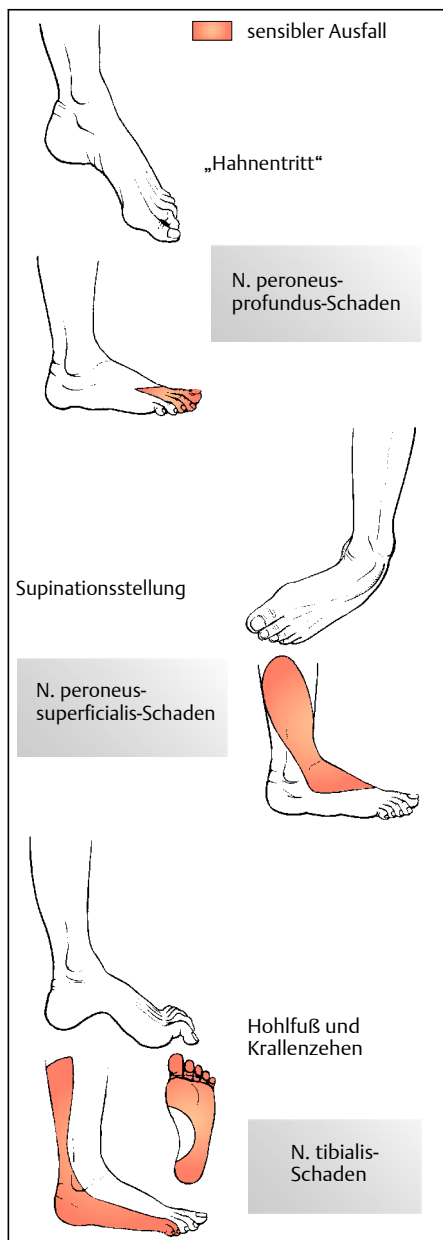 sensibler Ausfall
„Hahnentritt“
N. peroneus-
profundus-Schaden
Supinationsstellung
N. peroneus-
superficialis-Schaden
Hohlfuß und
Krallenzehen
N. tibialis-
Schaden